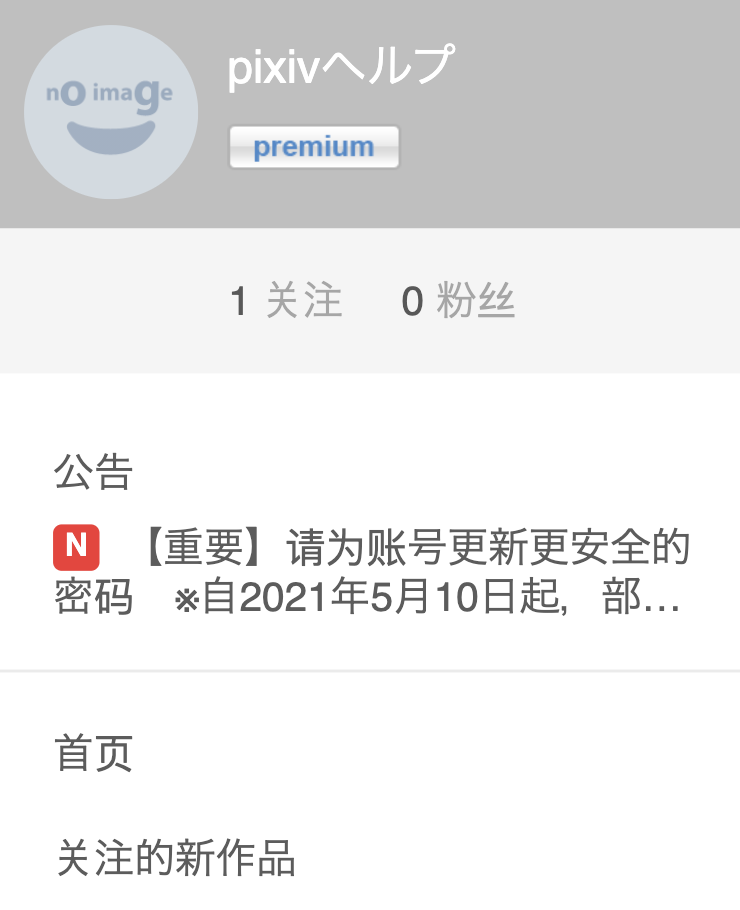 no image
pixivヘルプ
premium
1 关注 0 粉丝
公告
N 【重要】请为账号更新更安全的
密码 ※自2021年5月10日起，部…
首页
关注的新作品